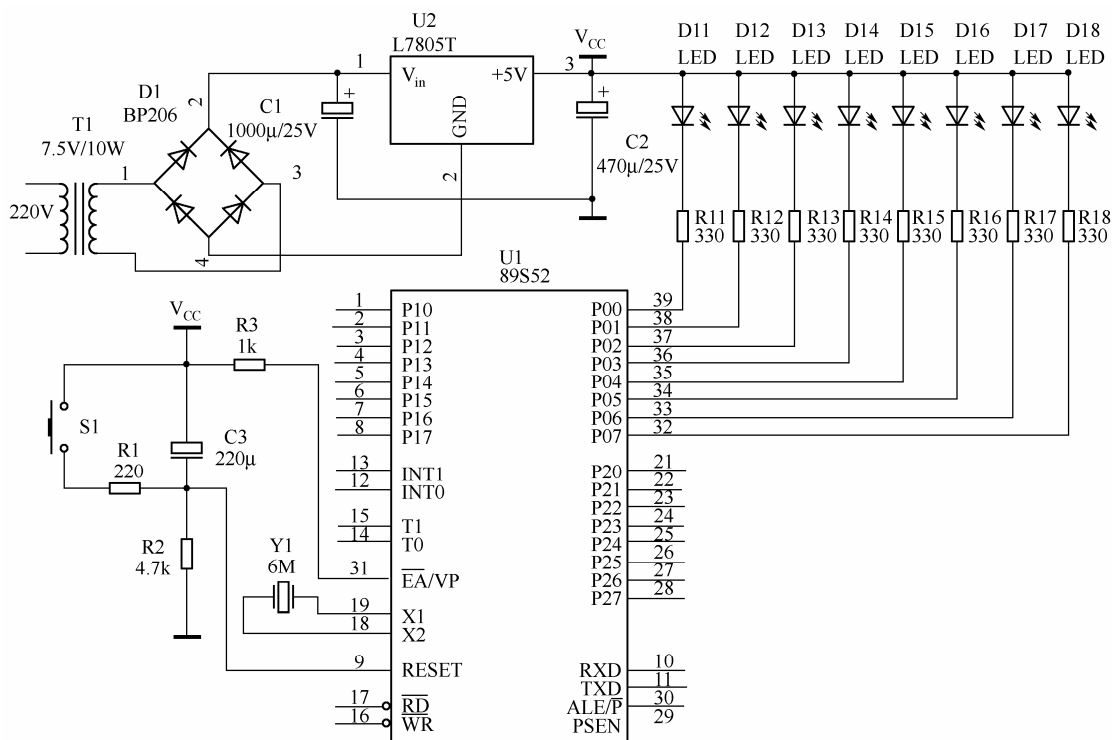 U2
L7805T
1
V_in
+5V
3
GND
2
V_CC
D11 D12 D13 D14 D15 D16 D17 D18
LED LED LED LED LED LED LED LED
D1
BP206
2
C1
1000μ/25V
T1
7.5V/10W
1
3
220V
4
C2
470μ/25V
R11 R12 R13 R14 R15 R16 R17 R18
330 330 330 330 330 330 330 330
U1
89S52
V_CC
R3
1k
S1
C3
220μ
R1
220
R2
4.7k
Y1
6M
1 P10
2 P11
3 P12
4 P13
5 P14
6 P15
7 P16
8 P17
13 INT1
12 INT0
15 T1
14 T0
31 E̅A̅/VP
19 X1
18 X2
9 RESET
17 R̅D̅
16 W̅R̅
P00 39
P01 38
P02 37
P03 36
P04 35
P05 34
P06 33
P07 32
P20 21
P21 22
P22 23
P23 24
P24 25
P25 26
P26 27
P27 28
RXD 10
TXD 11
ALE/P̅ 30
PSEN 29